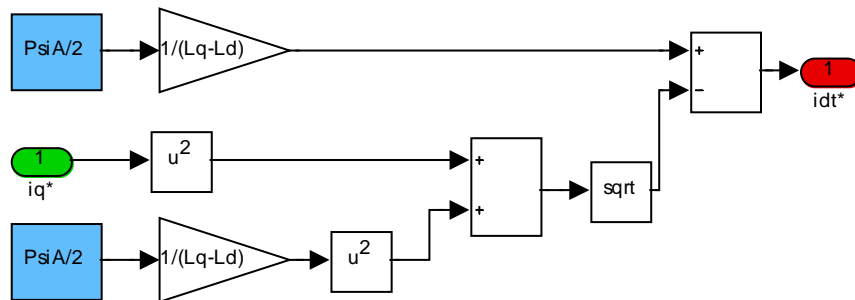 PsiA/2
1/(Lq-Ld)
+
−
1
idt*
1
iq*
u²
+
+
sqrt
PsiA/2
1/(Lq-Ld)
u²